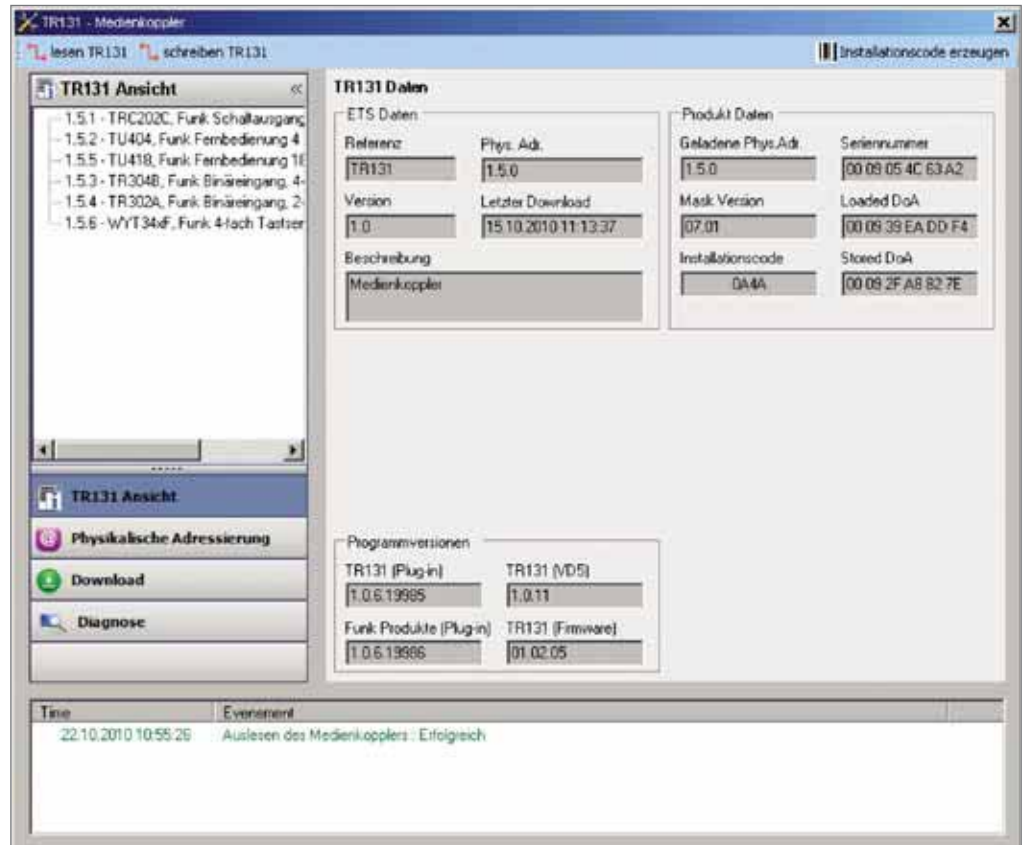 TR131 - Medienkoppler
lesen TR131 schreiben TR131 Installationscode erzeugen
TR131 Ansicht «
1.5.1 - TRC202C, Funk Schaltausgang
1.5.2 - TU404, Funk Fernbedienung 4
1.5.5 - TU418, Funk Fernbedienung 18
1.5.3 - TR304B, Funk Binäreingang, 4-
1.5.4 - TR302A, Funk Binäreingang, 2-
1.5.6 - WYT34xF, Funk 4-fach Tastser
TR131 Ansicht
Physikalische Adressierung
Download
Diagnose
TR131 Daten
ETS Daten
Referenz Phys. Adr.
TR131 1.5.0
Version Letzter Download
1.0 15.10.2010 11:13:37
Beschreibung
Medienkoppler
Produkt Daten
Geladene Phys.Adr. Seriennummer
1.5.0 00 09 05 4C 63 A2
Mask Version Loaded DoA
07.01 00 09 39 EA DD F4
Installationscode Stored DoA
0A4A 00 09 2F A8 82 7E
Programmversionen
TR131 (Plug-in) TR131 (VD5)
1.0.6.19985 1.0.11
Funk Produkte (Plug-in) TR131 (Firmware)
1.0.6.19986 01.02.05
Time Evenement
22.10.2010 10:55:26 Auslesen des Medienkopplers : Erfolgreich